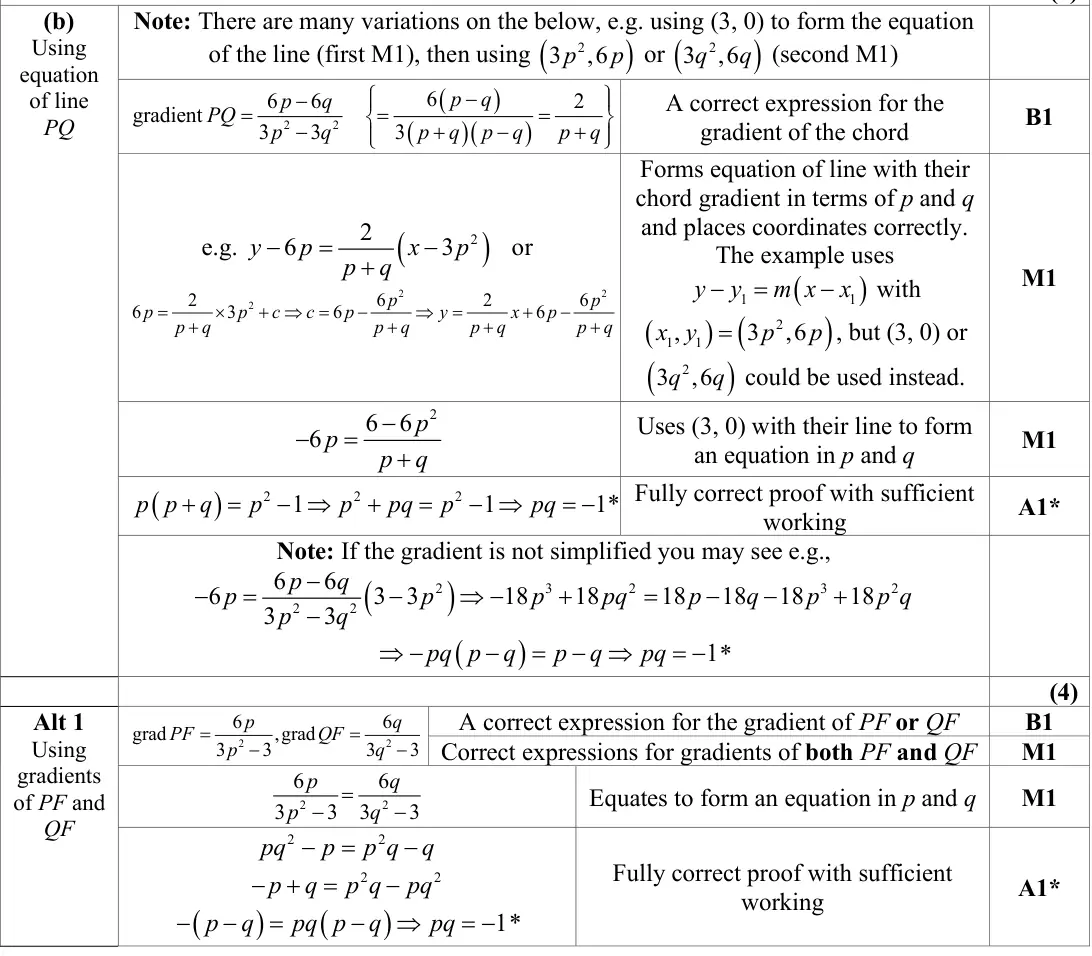 (b)
Using
equation
of line
PQ
Note: There are many variations on the below, e.g. using (3, 0) to form the equation
of the line (first M1), then using (3p², 6p) or (3q², 6q) (second M1)
gradient PQ = (6p − 6q)/(3p² − 3q²) { = 6(p − q)/(3(p + q)(p − q)) = 2/(p + q) }
A correct expression for the
gradient of the chord
B1
e.g. y − 6p = 2/(p + q) (x − 3p²) or
6p = 2/(p + q) × 3p² + c ⇒ c = 6p − 6p²/(p + q) ⇒ y = 2/(p + q) x + 6p − 6p²/(p + q)
Forms equation of line with their
chord gradient in terms of p and q
and places coordinates correctly.
The example uses
y − y₁ = m(x − x₁) with
(x₁, y₁) = (3p², 6p), but (3, 0) or
(3q², 6q) could be used instead.
M1
−6p = (6 − 6p²)/(p + q)
Uses (3, 0) with their line to form
an equation in p and q
M1
p(p + q) = p² − 1 ⇒ p² + pq = p² − 1 ⇒ pq = −1*
Fully correct proof with sufficient
working
A1*
Note: If the gradient is not simplified you may see e.g.,
−6p = (6p − 6q)/(3p² − 3q²) (3 − 3p²) ⇒ −18p³ + 18pq² = 18p − 18q − 18p³ + 18p²q
⇒ −pq(p − q) = p − q ⇒ pq = −1*
(4)
Alt 1
Using
gradients
of PF and
QF
grad PF = 6p/(3p² − 3), grad QF = 6q/(3q² − 3)
A correct expression for the gradient of PF or QF
B1
Correct expressions for gradients of both PF and QF
M1
6p/(3p² − 3) = 6q/(3q² − 3)
Equates to form an equation in p and q
M1
pq² − p = p²q − q
−p + q = p²q − pq²
−(p − q) = pq(p − q) ⇒ pq = −1*
Fully correct proof with sufficient
working
A1*